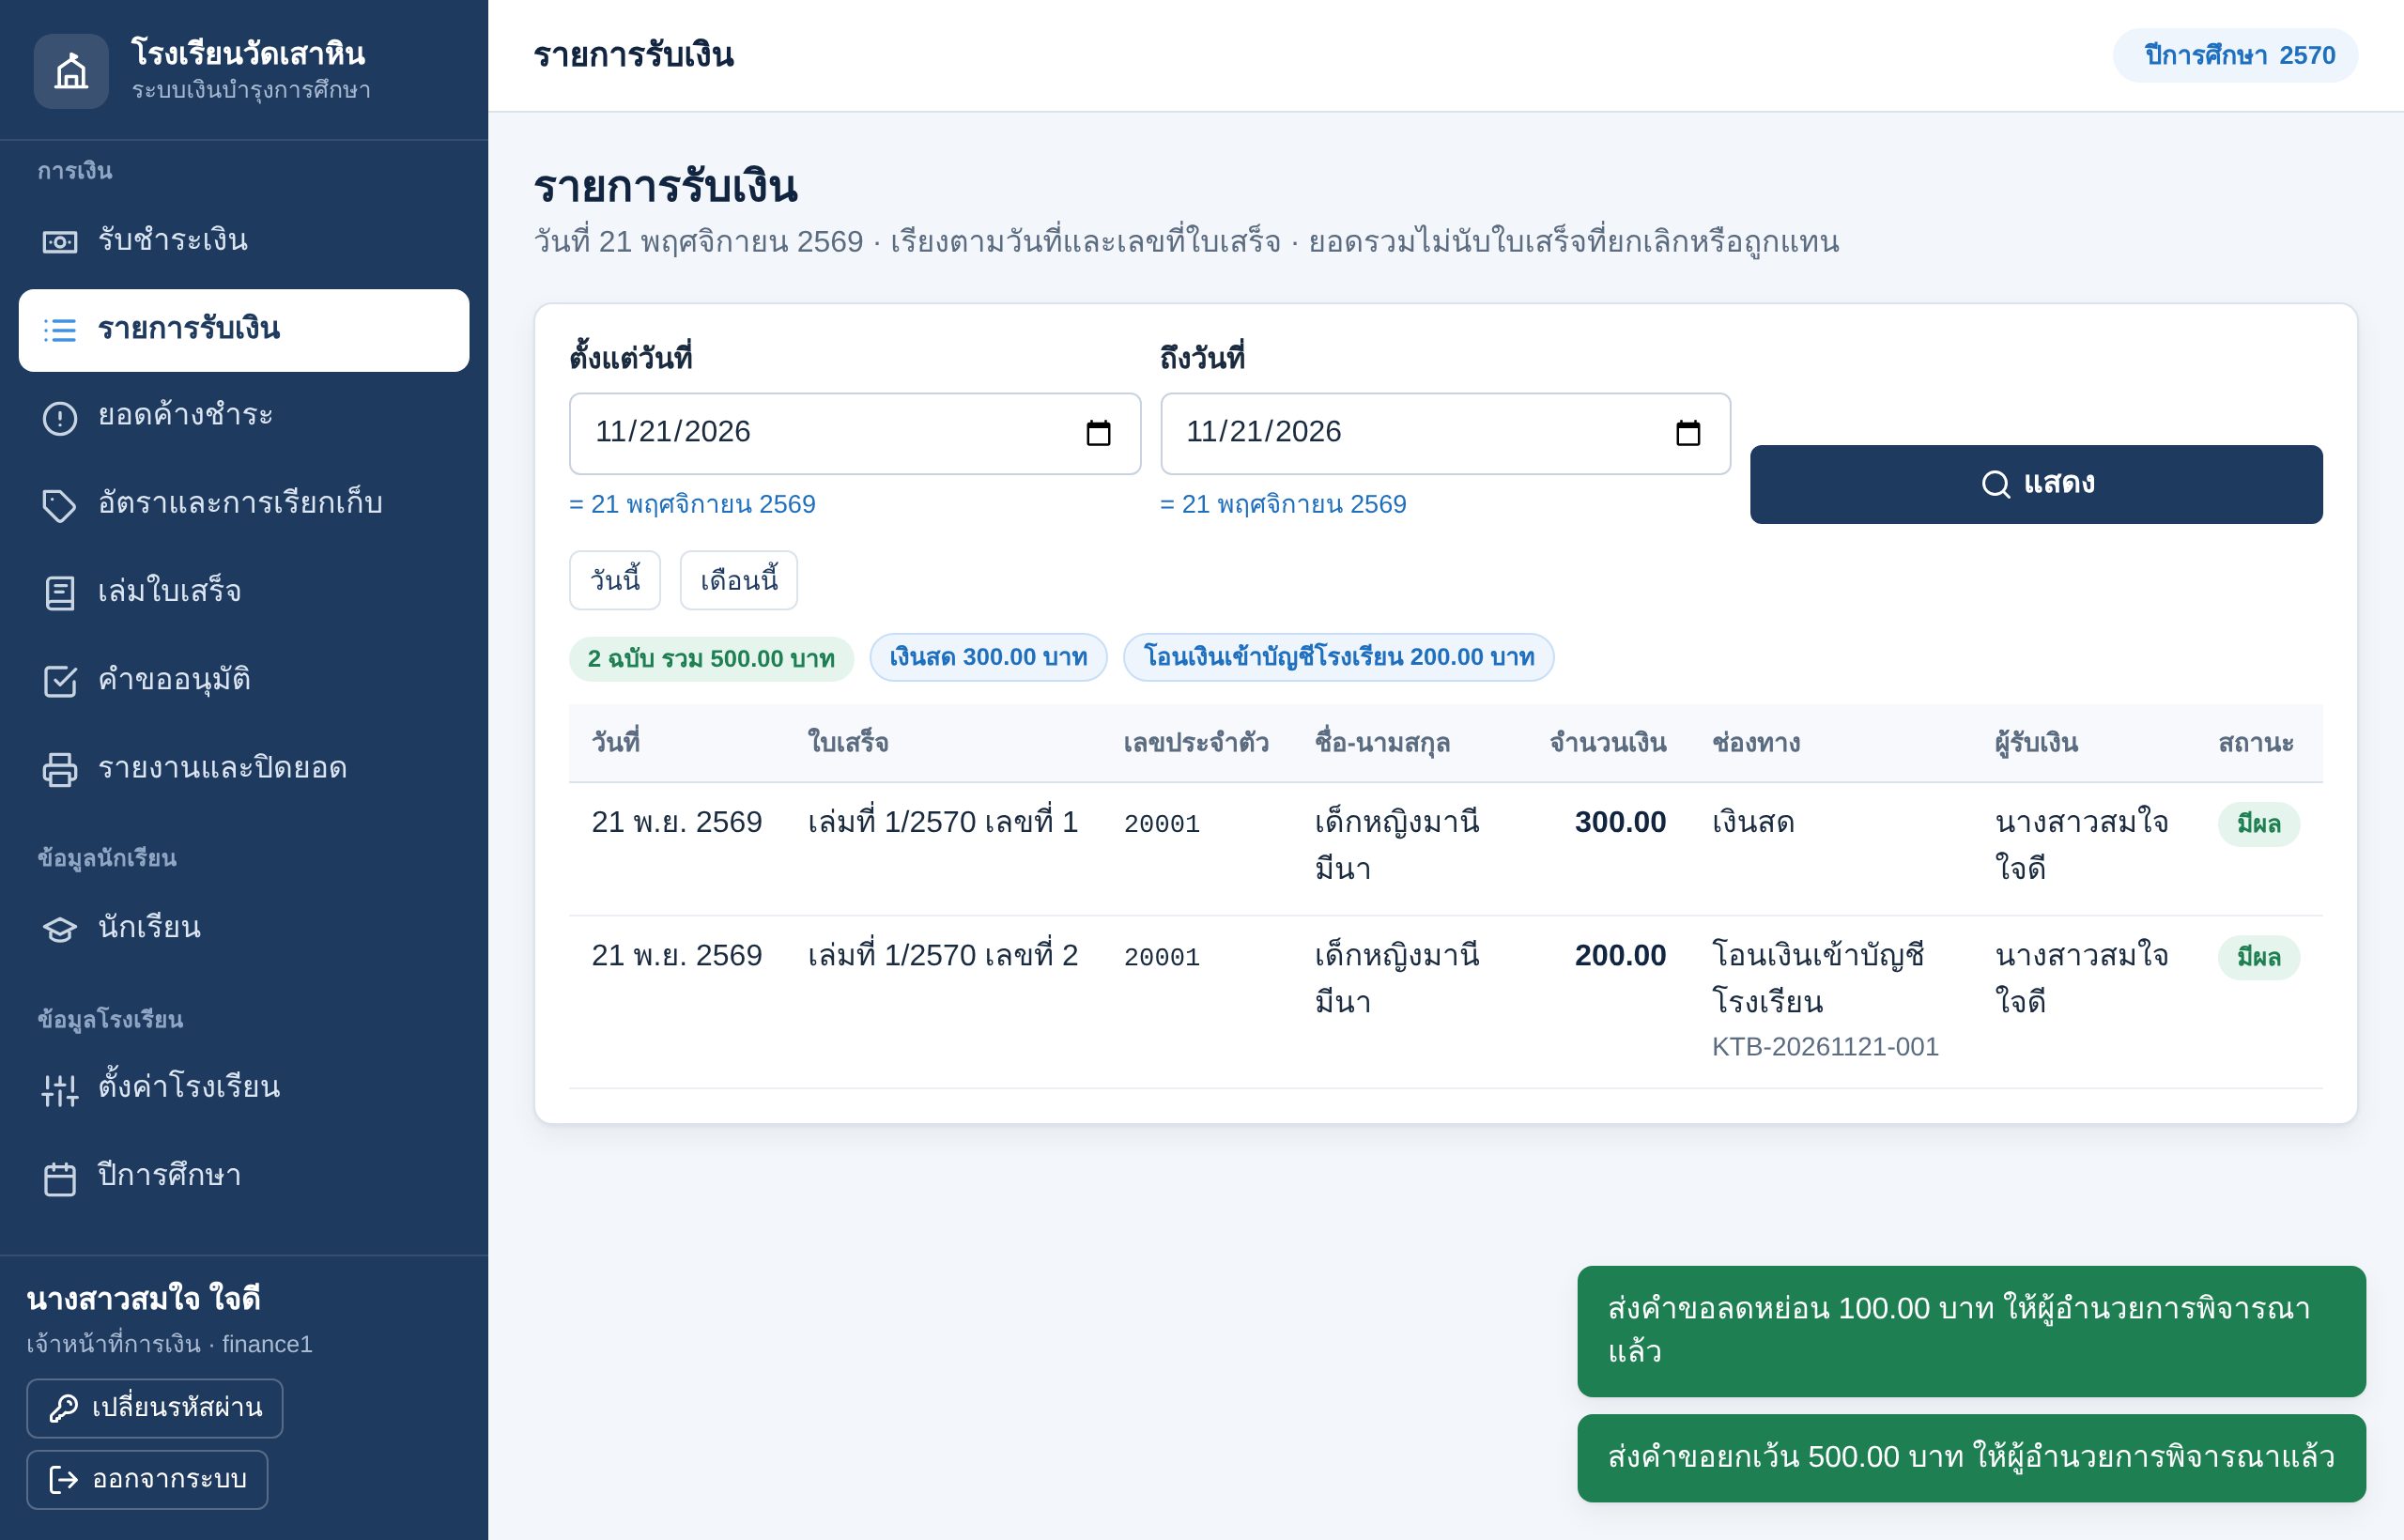 โรงเรียนวัดเสาหิน
ระบบเงินบำรุงการศึกษา
การเงิน
รับชำระเงิน
รายการรับเงิน
ยอดค้างชำระ
อัตราและการเรียกเก็บ
เล่มใบเสร็จ
คำขออนุมัติ
รายงานและปิดยอด
ข้อมูลนักเรียน
นักเรียน
ข้อมูลโรงเรียน
ตั้งค่าโรงเรียน
ปีการศึกษา
นางสาวสมใจ ใจดี
เจ้าหน้าที่การเงิน · finance1
เปลี่ยนรหัสผ่าน
ออกจากระบบ
รายการรับเงิน
ปีการศึกษา 2570
รายการรับเงิน
วันที่ 21 พฤศจิกายน 2569 · เรียงตามวันที่และเลขที่ใบเสร็จ · ยอดรวมไม่นับใบเสร็จที่ยกเลิกหรือถูกแทน
ตั้งแต่วันที่ ถึงวันที่
11/21/2026 11/21/2026
แสดง
= 21 พฤศจิกายน 2569 = 21 พฤศจิกายน 2569
วันนี้ เดือนนี้
2 ฉบับ รวม 500.00 บาท เงินสด 300.00 บาท โอนเงินเข้าบัญชีโรงเรียน 200.00 บาท
วันที่ ใบเสร็จ เลขประจำตัว ชื่อ-นามสกุล จำนวนเงิน ช่องทาง ผู้รับเงิน สถานะ
21 พ.ย. 2569 เล่มที่ 1/2570 เลขที่ 1 20001 เด็กหญิงมานี 300.00 เงินสด นางสาวสมใจ มีผล
มีนา ใจดี
21 พ.ย. 2569 เล่มที่ 1/2570 เลขที่ 2 20001 เด็กหญิงมานี 200.00 โอนเงินเข้าบัญชี นางสาวสมใจ มีผล
มีนา โรงเรียน ใจดี
KTB-20261121-001
ส่งคำขอลดหย่อน 100.00 บาท ให้ผู้อำนวยการพิจารณา
แล้ว
ส่งคำขอยกเว้น 500.00 บาท ให้ผู้อำนวยการพิจารณาแล้ว